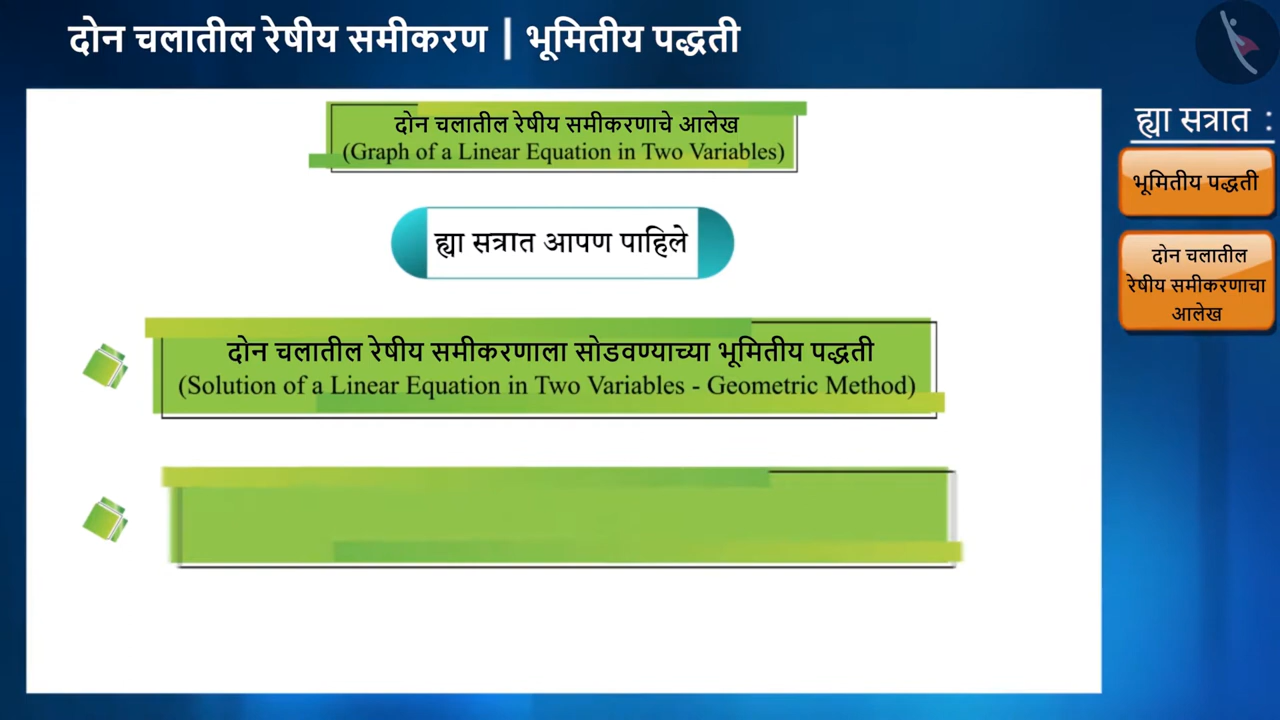 दोन चलातील रेषीय समीकरण | भूमितीय पद्धती
दोन चलातील रेषीय समीकरणाचे आलेख
(Graph of a Linear Equation in Two Variables)
ह्या सत्रात आपण पाहिले
दोन चलातील रेषीय समीकरणाला सोडवण्याच्या भूमितीय पद्धती
(Solution of a Linear Equation in Two Variables - Geometric Method)
ह्या सत्रात :
भूमितीय पद्धती
दोन चलातील
रेषीय समीकरणाचा
आलेख